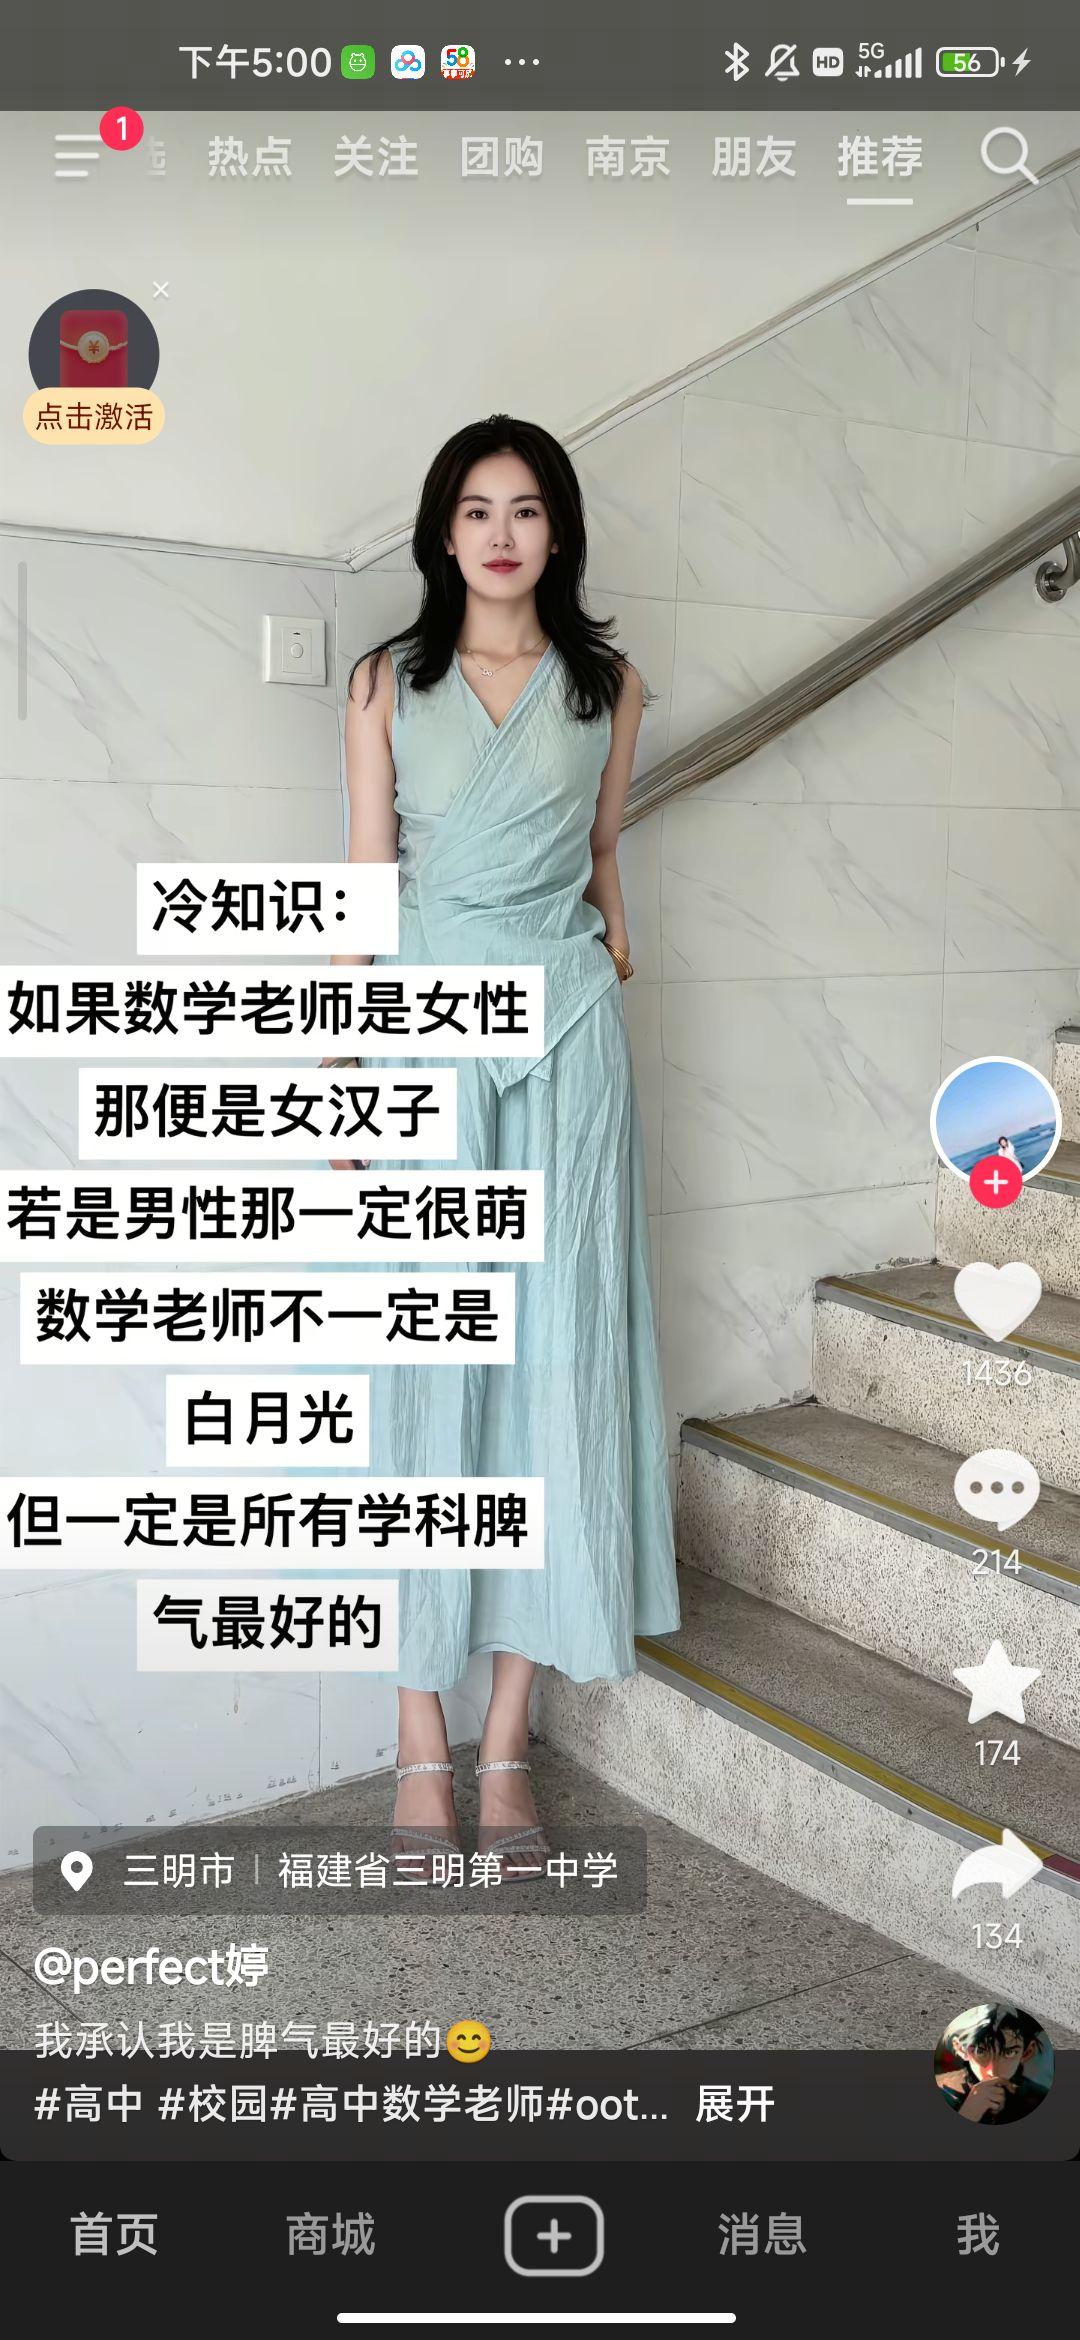 下午5:00
58
HD
5G
56
1
热点 关注 团购 南京 朋友 推荐
点击激活
冷知识：
如果数学老师是女性
那便是女汉子
若是男性那一定很萌
数学老师不一定是
白月光
但一定是所有学科脾
气最好的
1436
214
174
134
三明市 | 福建省三明第一中学
@perfect婷
我承认我是脾气最好的😊
#高中 #校园#高中数学老师#oot... 展开
首页 商城 消息 我